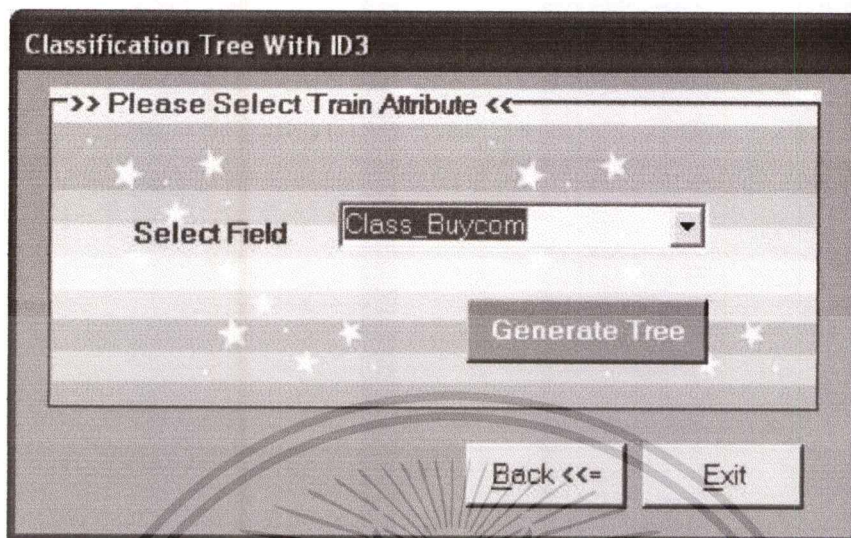 Classification Tree With ID3
>> Please Select Train Attribute <<
Select Field Class_Buycom
Generate Tree
Back <<= Exit